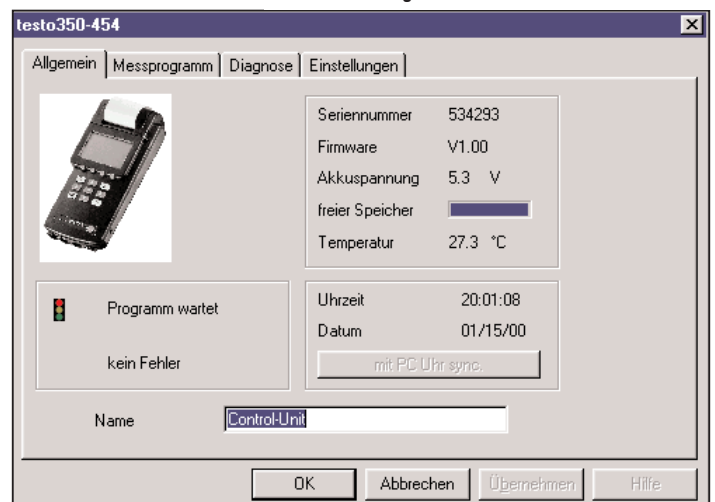 testo350-454
Allgemein Messprogramm Diagnose Einstellungen
Seriennummer 534293
Firmware V1.00
Akkuspannung 5.3 V
freier Speicher
Temperatur 27.3 °C
Programm wartet
kein Fehler
Uhrzeit 20:01:08
Datum 01/15/00
mit PC Uhr sync.
Name Control-Unit
OK Abbrechen Übernehmen Hilfe